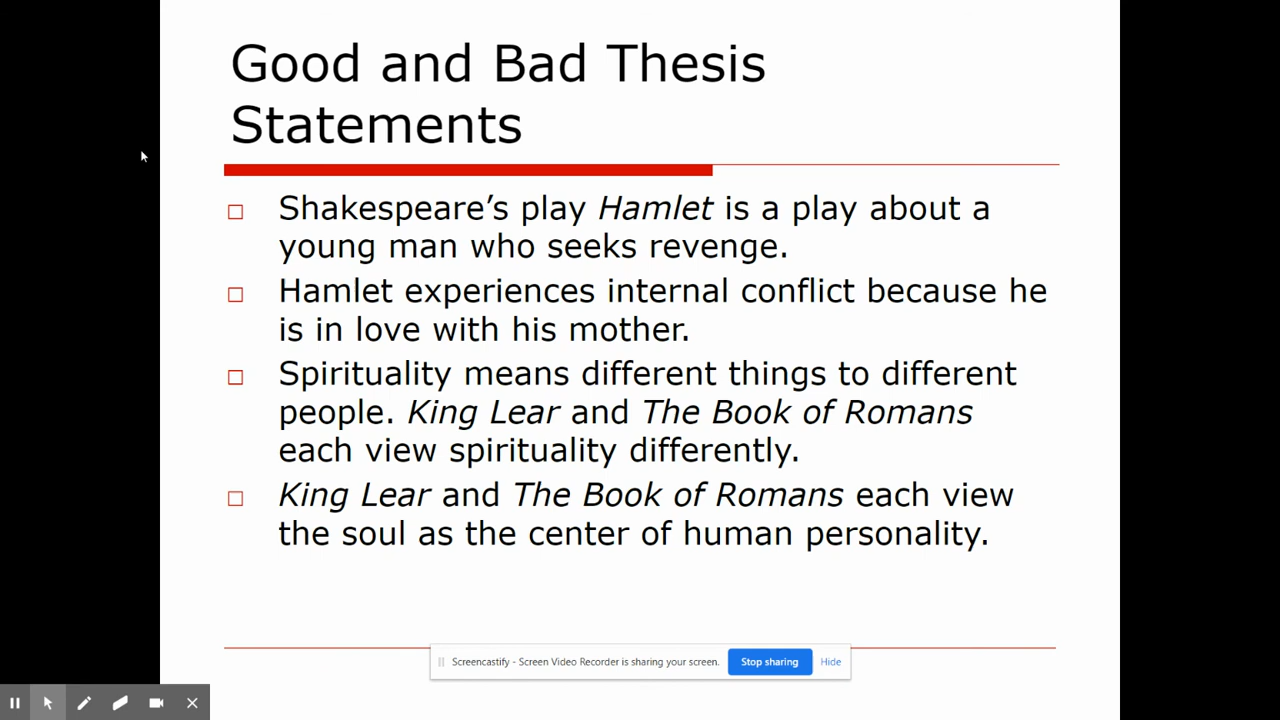 Good and Bad Thesis
Statements
Shakespeare’s play Hamlet is a play about a
young man who seeks revenge.
Hamlet experiences internal conflict because he
is in love with his mother.
Spirituality means different things to different
people. King Lear and The Book of Romans
each view spirituality differently.
King Lear and The Book of Romans each view
the soul as the center of human personality.
Screencastify - Screen Video Recorder is sharing your screen. Stop sharing Hide